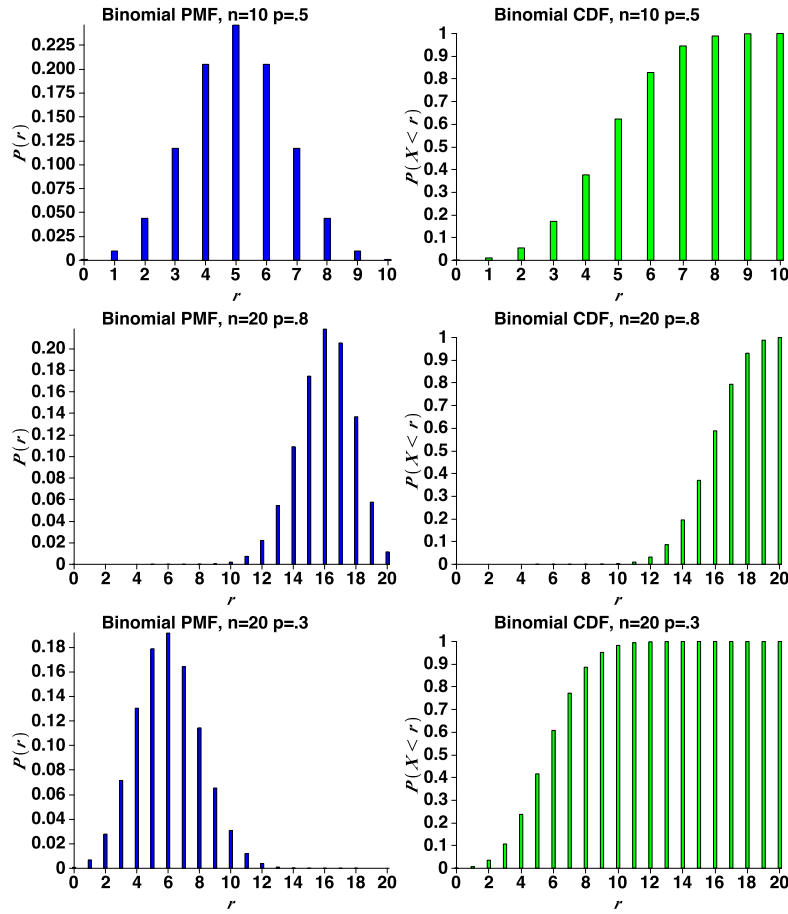 Binomial PMF, n=10 p=.5
0.225
0.200
0.175
0.150
0.125
0.100
0.075
0.050
0.025
0
P(r)
0 1 2 3 4 5 6 7 8 9 10
r
Binomial CDF, n=10 p=.5
1
0.9
0.8
0.7
0.6
0.5
0.4
0.3
0.2
0.1
0
P(X < r)
0 1 2 3 4 5 6 7 8 9 10
r
Binomial PMF, n=20 p=.8
0.20
0.18
0.16
0.14
0.12
0.10
0.08
0.06
0.04
0.02
0
P(r)
0 2 4 6 8 10 12 14 16 18 20
r
Binomial CDF, n=20 p=.8
1
0.9
0.8
0.7
0.6
0.5
0.4
0.3
0.2
0.1
0
P(X < r)
0 2 4 6 8 10 12 14 16 18 20
r
Binomial PMF, n=20 p=.3
0.18
0.16
0.14
0.12
0.10
0.08
0.06
0.04
0.02
0
P(r)
0 2 4 6 8 10 12 14 16 18 20
r
Binomial CDF, n=20 p=.3
1
0.9
0.8
0.7
0.6
0.5
0.4
0.3
0.2
0.1
0
P(X < r)
0 2 4 6 8 10 12 14 16 18 20
r